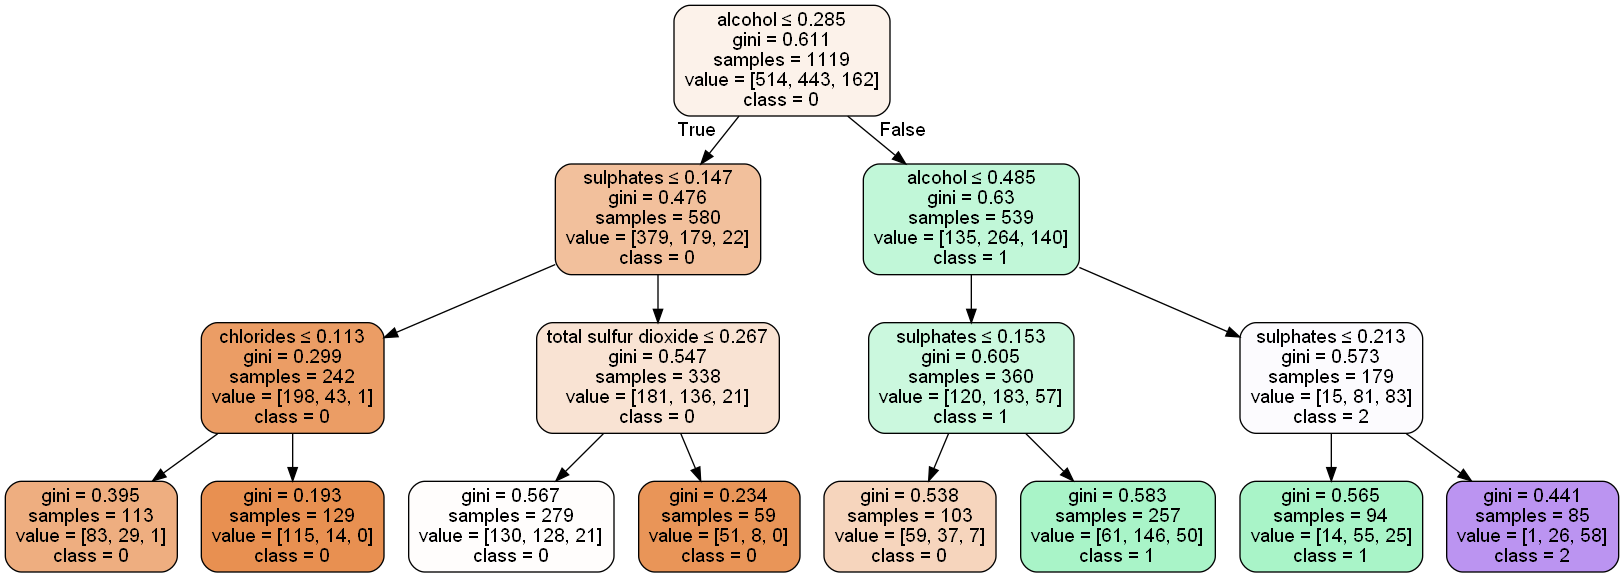 alcohol ≤ 0.285
gini = 0.611
samples = 1119
value = [514, 443, 162]
class = 0
True
False
sulphates ≤ 0.147
gini = 0.476
samples = 580
value = [379, 179, 22]
class = 0
alcohol ≤ 0.485
gini = 0.63
samples = 539
value = [135, 264, 140]
class = 1
chlorides ≤ 0.113
gini = 0.299
samples = 242
value = [198, 43, 1]
class = 0
total sulfur dioxide ≤ 0.267
gini = 0.547
samples = 338
value = [181, 136, 21]
class = 0
sulphates ≤ 0.153
gini = 0.605
samples = 360
value = [120, 183, 57]
class = 1
sulphates ≤ 0.213
gini = 0.573
samples = 179
value = [15, 81, 83]
class = 2
gini = 0.395
samples = 113
value = [83, 29, 1]
class = 0
gini = 0.193
samples = 129
value = [115, 14, 0]
class = 0
gini = 0.567
samples = 279
value = [130, 128, 21]
class = 0
gini = 0.234
samples = 59
value = [51, 8, 0]
class = 0
gini = 0.538
samples = 103
value = [59, 37, 7]
class = 0
gini = 0.583
samples = 257
value = [61, 146, 50]
class = 1
gini = 0.565
samples = 94
value = [14, 55, 25]
class = 1
gini = 0.441
samples = 85
value = [1, 26, 58]
class = 2